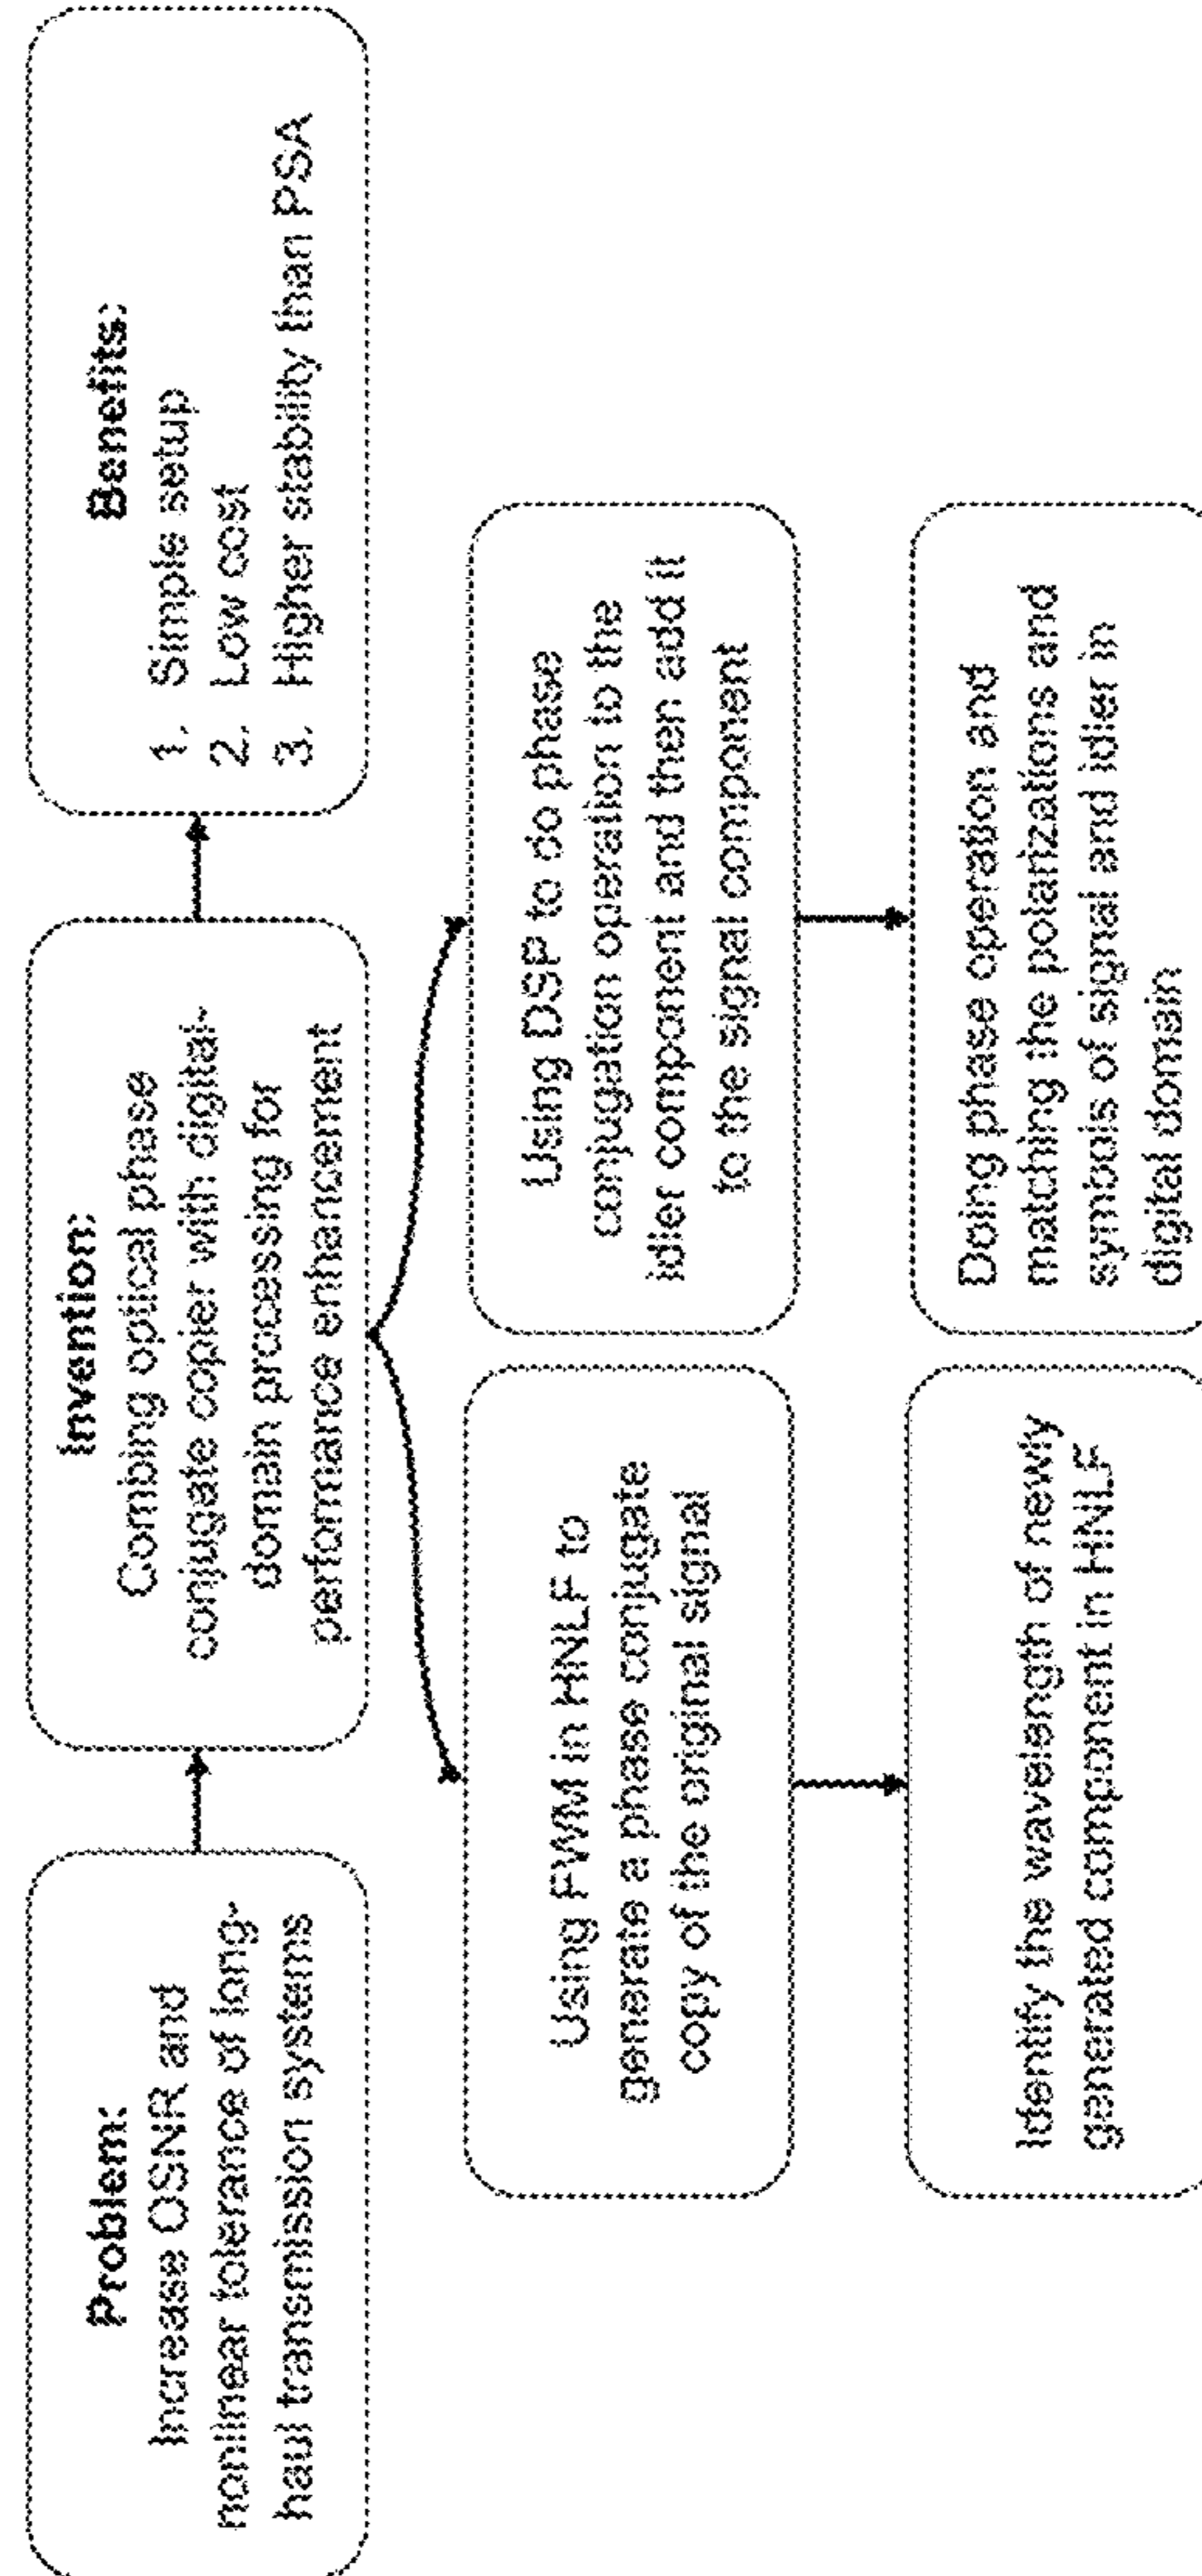 Problem:
Increase OSNR and
nonlinear tolerance of long-
haul transmission systems
Invention:
Combing optical phase
conjugate copier with digital-
domain processing for
performance enhancement
Benefits:
1. Simple setup
2. Low cost
3. Higher stability than PSA
Using FWM in HNLF to
generate a phase conjugate
copy of the original signal
Using DSP to do phase
conjugation operation to the
idler component and then add it
to the signal component
Identify the wavelength of newly
generated component in HNLF
Doing phase operation and
matching the polarizations and
symbols of signal and idler in
digital domain